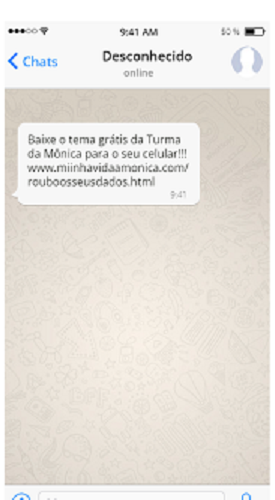 9:41 AM 50 %
Chats Desconhecido
online
Baixe o tema grátis da Turma
da Mônica para o seu celular!!!
www.miinhavidaamonica.com/
rouboosseusdados.html
9:41